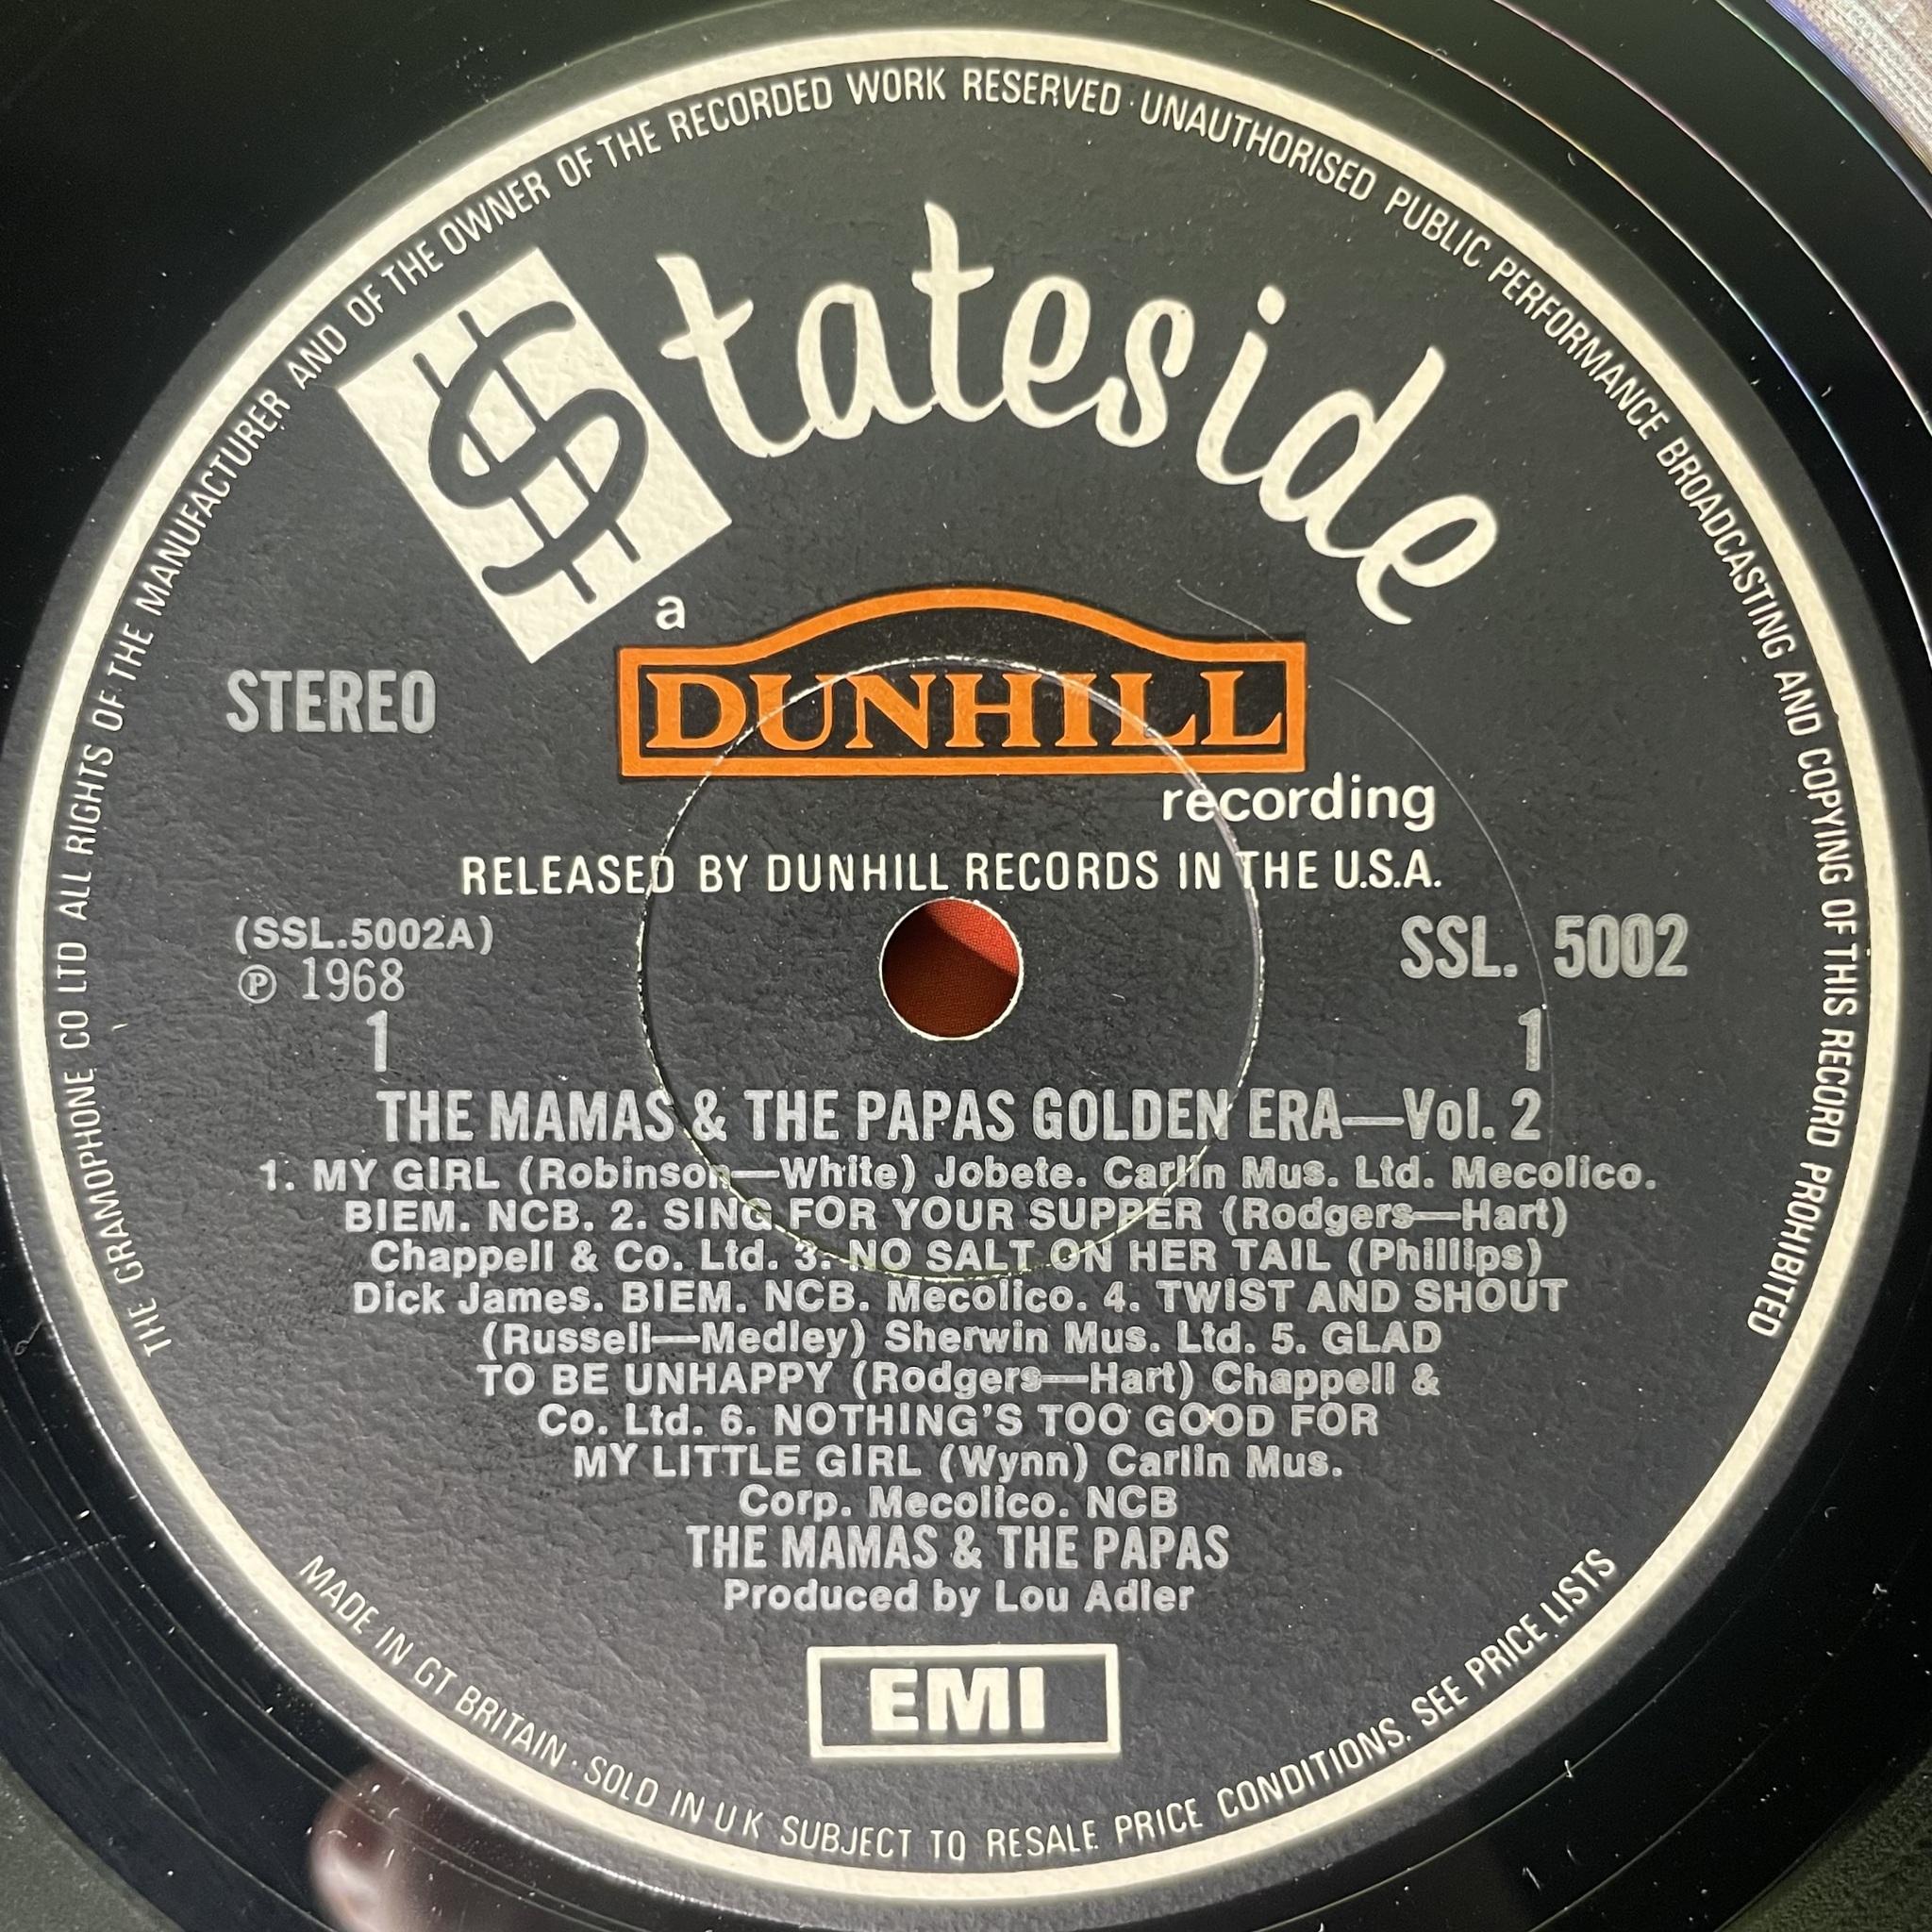 THE GRAMOPHONE CO LTD ALL RIGHTS OF THE MANUFACTURER AND OF THE OWNER OF THE RECORDED WORK RESERVED · UNAUTHORISED PUBLIC PERFORMANCE BROADCASTING AND COPYING OF THIS RECORD PROHIBITED
Stateside
a
DUNHILL
recording
STEREO
RELEASED BY DUNHILL RECORDS IN THE U.S.A.
(SSL.5002A)
SSL. 5002
℗ 1968
1
1
THE MAMAS & THE PAPAS GOLDEN ERA—Vol. 2
1. MY GIRL (Robinson—White) Jobete. Carlin Mus. Ltd. Mecolico.
BIEM. NCB. 2. SING FOR YOUR SUPPER (Rodgers—Hart)
Chappell & Co. Ltd. 3. NO SALT ON HER TAIL (Phillips)
Dick James. BIEM. NCB. Mecolico. 4. TWIST AND SHOUT
(Russell—Medley) Sherwin Mus. Ltd. 5. GLAD
TO BE UNHAPPY (Rodgers—Hart) Chappell &
Co. Ltd. 6. NOTHING'S TOO GOOD FOR
MY LITTLE GIRL (Wynn) Carlin Mus.
Corp. Mecolico. NCB
THE MAMAS & THE PAPAS
Produced by Lou Adler
EMI
MADE IN GT BRITAIN · SOLD IN U K SUBJECT TO RESALE PRICE CONDITIONS. SEE PRICE LISTS